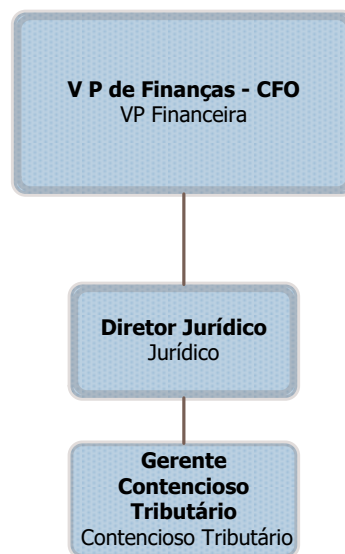 V P de Finanças - CFO
VP Financeira
Diretor Jurídico
Jurídico
Gerente
Contencioso
Tributário
Contencioso Tributário